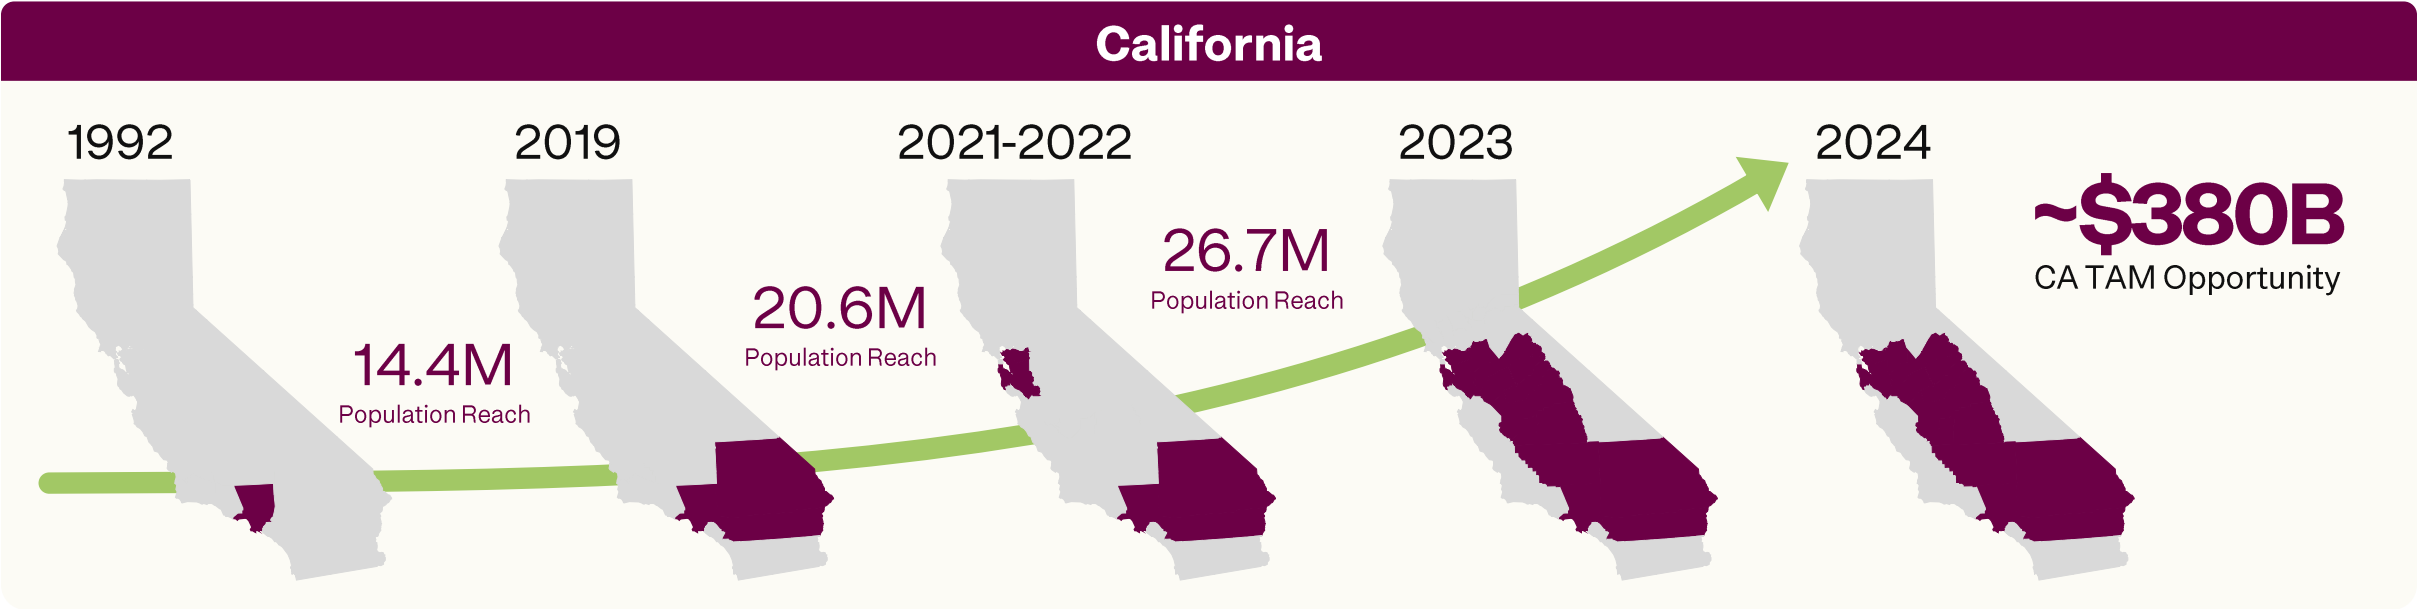 California
1992
2019
2021-2022
2023
2024
14.4M
Population Reach
20.6M
Population Reach
26.7M
Population Reach
~$380B
CA TAM Opportunity